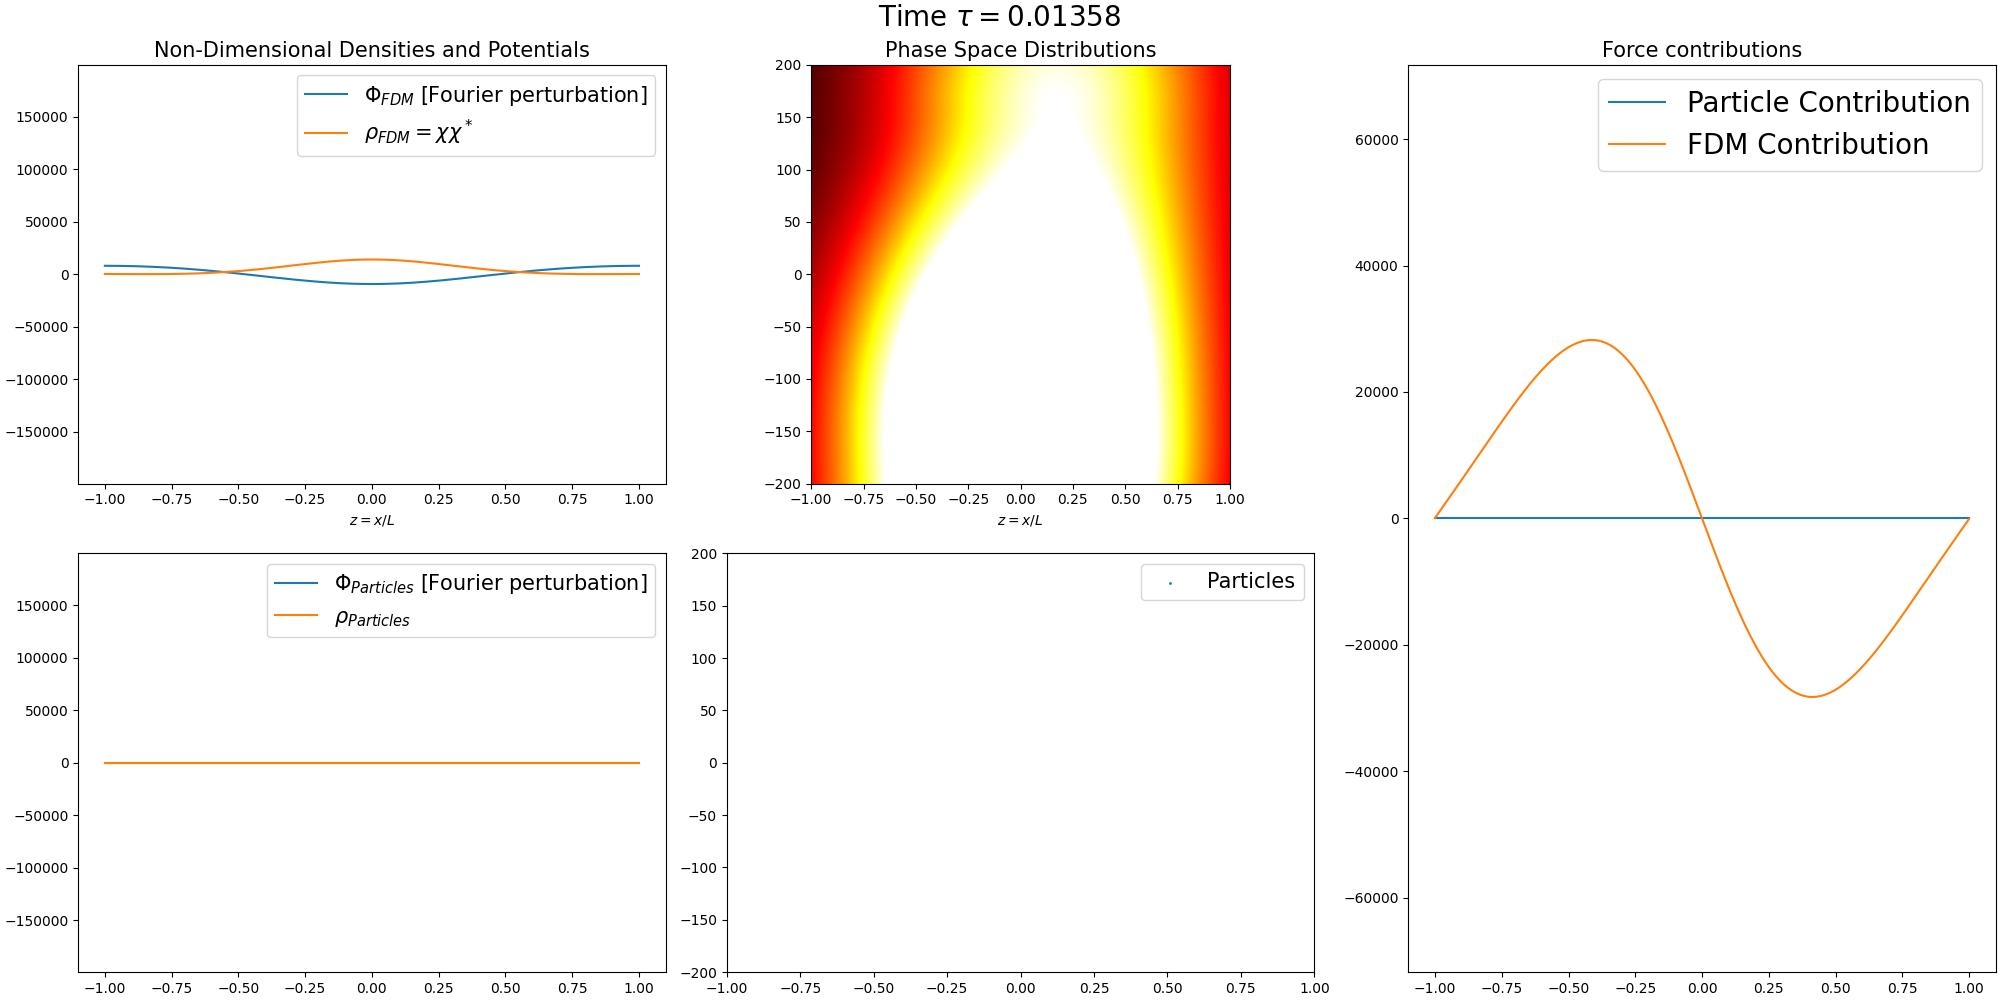 Time τ = 0.01358
Non-Dimensional Densities and Potentials
Φ_FDM [Fourier perturbation]
ρ_FDM = χχ*
150000
100000
50000
0
−50000
−100000
−150000
−1.00 −0.75 −0.50 −0.25 0.00 0.25 0.50 0.75 1.00
z = x/L
Phase Space Distributions
200
150
100
50
0
−50
−100
−150
−200
−1.00 −0.75 −0.50 −0.25 0.00 0.25 0.50 0.75 1.00
z = x/L
Force contributions
Particle Contribution
FDM Contribution
60000
40000
20000
0
−20000
−40000
−60000
−1.00 −0.75 −0.50 −0.25 0.00 0.25 0.50 0.75 1.00
Φ_Particles [Fourier perturbation]
ρ_Particles
150000
100000
50000
0
−50000
−100000
−150000
−1.00 −0.75 −0.50 −0.25 0.00 0.25 0.50 0.75 1.00
Particles
200
150
100
50
0
−50
−100
−150
−200
−1.00 −0.75 −0.50 −0.25 0.00 0.25 0.50 0.75 1.00